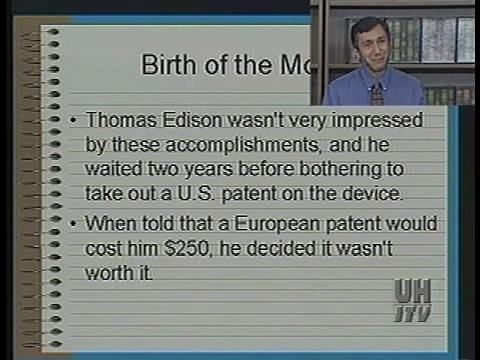 Birth of the Mo
• Thomas Edison wasn't very impressed
by these accomplishments, and he
waited two years before bothering to
take out a U.S. patent on the device.
• When told that a European patent would
cost him $250, he decided it wasn't
worth it.
UH
ITV